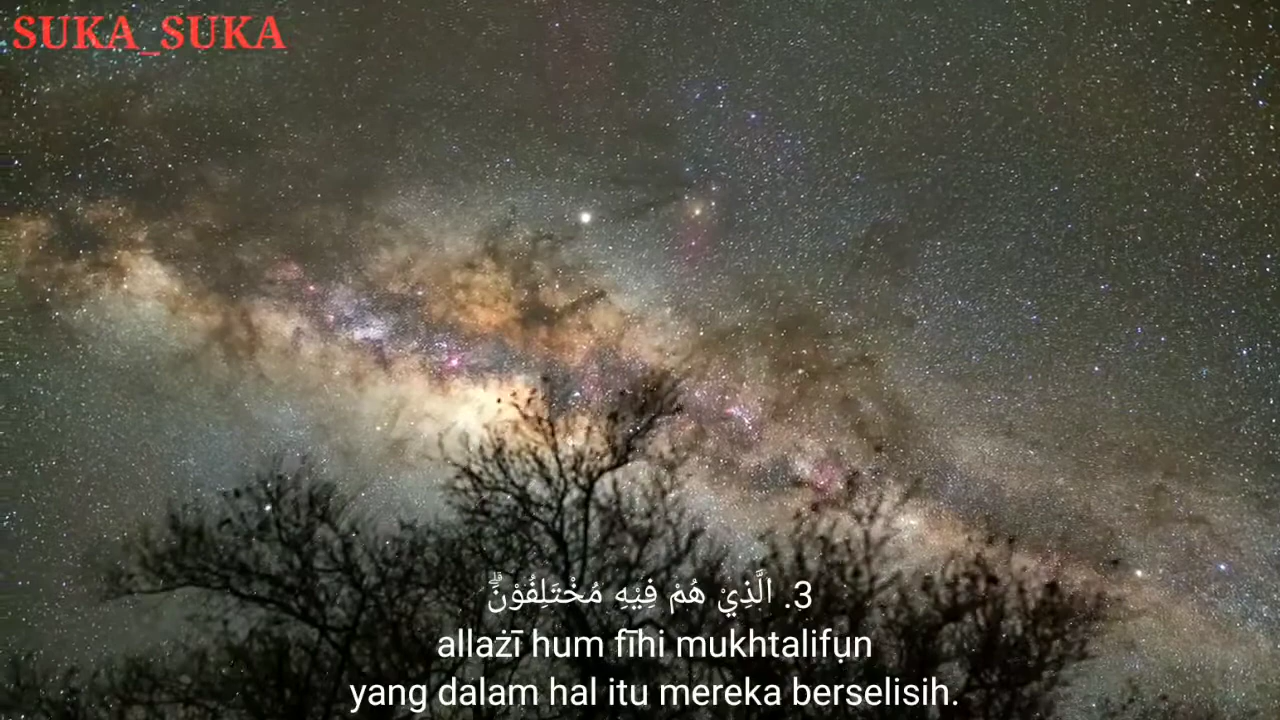 SUKA_SUKA
3. الَّذِيْ هُمْ فِيْهِ مُخْتَلِفُوْنَۗ
allażī hum fīhi mukhtalifụn
yang dalam hal itu mereka berselisih.